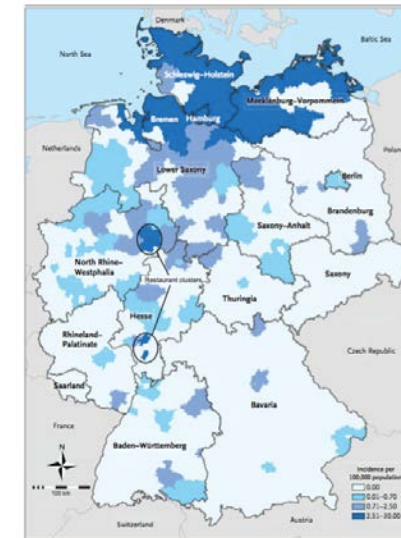 Denmark
North Sea
Baltic Sea
Schleswig–Holstein
Mecklenburg–Vorpommern
Bremen
Hamburg
Netherlands
Lower Saxony
Berlin
Brandenburg
Saxony–Anhalt
North Rhine–
Westphalia
Restaurant clusters
Saxony
Thuringia
Hesse
Rhineland–
Palatinate
Czech Republic
Saarland
Bavaria
France
Baden–Württemberg
N
100 km
Switzerland
Austria
Incidence per
100,000 population
0.00
0.01–0.70
0.71–2.50
2.51–30.00